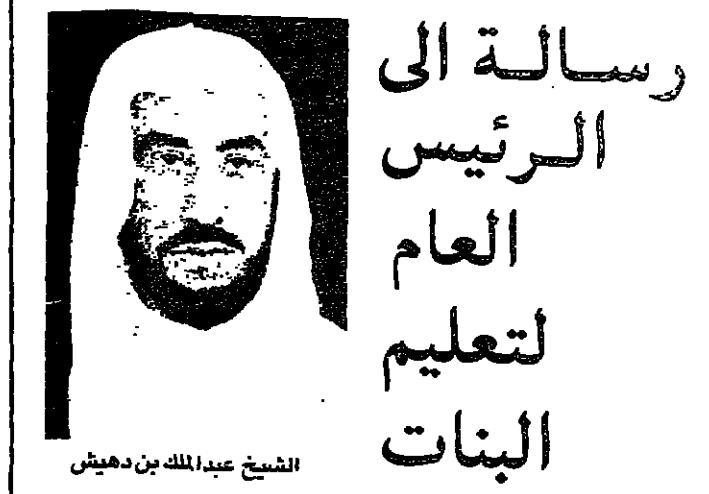 رسالة الى
الرئيس
العام
لتعليم
البنات
الشيخ عبدالملك بن دهيش